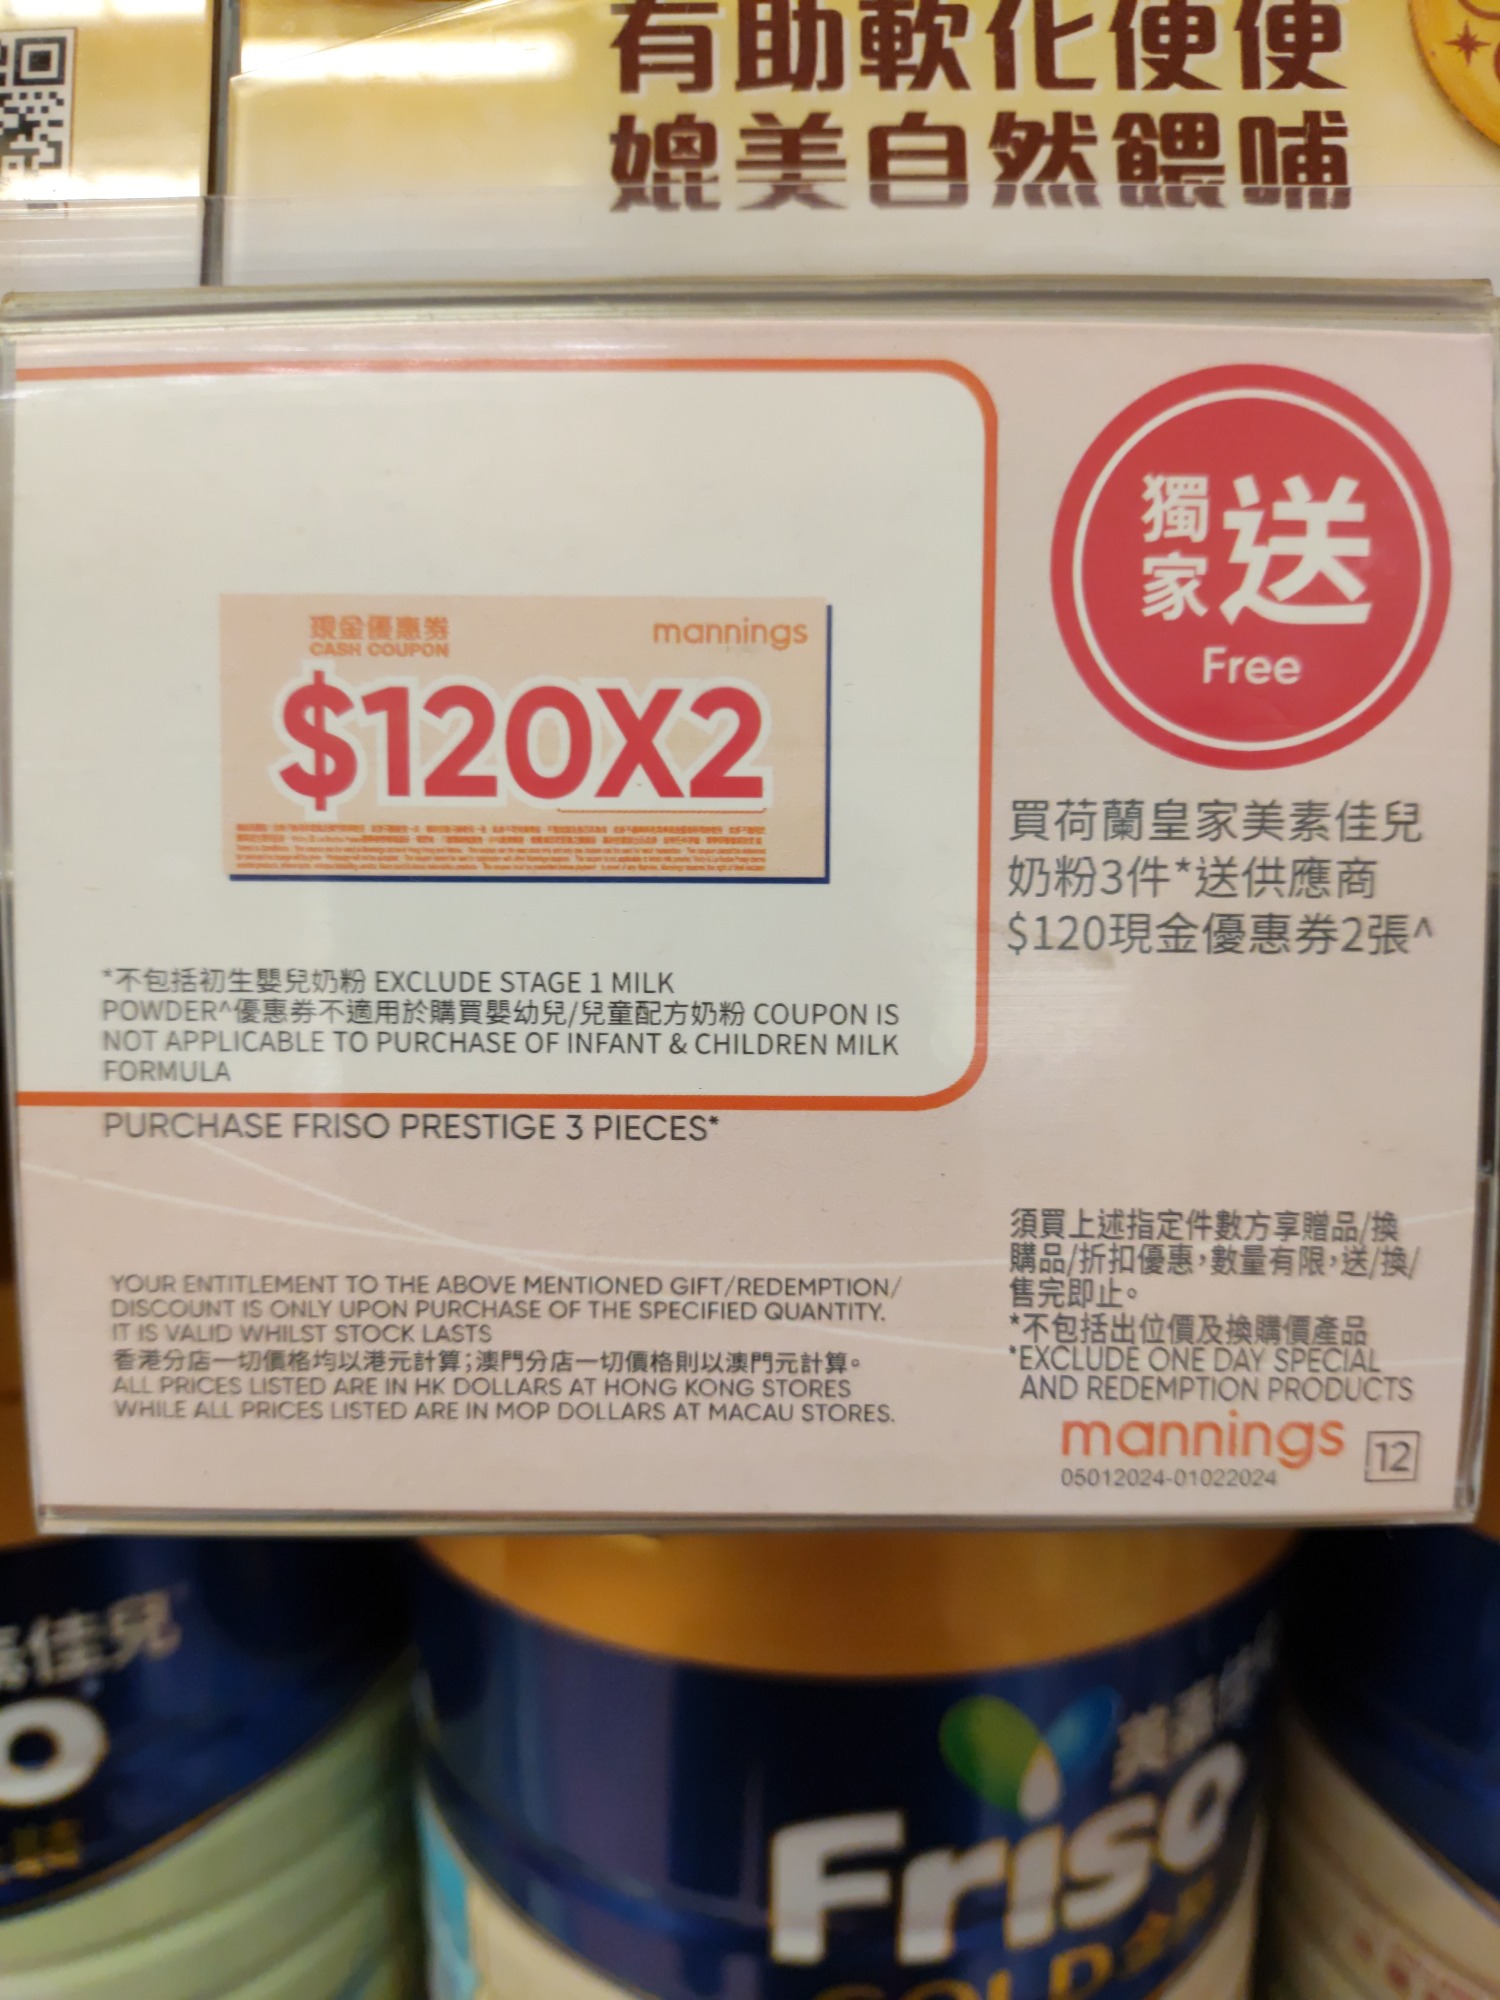 有助軟化便便
媲美自然餵哺
獨家送
Free
現金優惠券
CASH COUPON
mannings
$120X2
買荷蘭皇家美素佳兒
奶粉3件*送供應商
$120現金優惠券2張^
*不包括初生嬰兒奶粉 EXCLUDE STAGE 1 MILK
POWDER^優惠券不適用於購買嬰幼兒/兒童配方奶粉 COUPON IS
NOT APPLICABLE TO PURCHASE OF INFANT & CHILDREN MILK
FORMULA
PURCHASE FRISO PRESTIGE 3 PIECES*
YOUR ENTITLEMENT TO THE ABOVE MENTIONED GIFT/REDEMPTION/
DISCOUNT IS ONLY UPON PURCHASE OF THE SPECIFIED QUANTITY.
IT IS VALID WHILST STOCK LASTS
香港分店一切價格均以港元計算;澳門分店一切價格則以澳門元計算。
ALL PRICES LISTED ARE IN HK DOLLARS AT HONG KONG STORES
WHILE ALL PRICES LISTED ARE IN MOP DOLLARS AT MACAU STORES.
須買上述指定件數方享贈品/換
購品/折扣優惠,數量有限,送/換/
售完即止。
*不包括出位價及換購價產品
*EXCLUDE ONE DAY SPECIAL
AND REDEMPTION PRODUCTS
mannings
12
05012024-01022024
佳兒
美素佳
Friso
GOLD